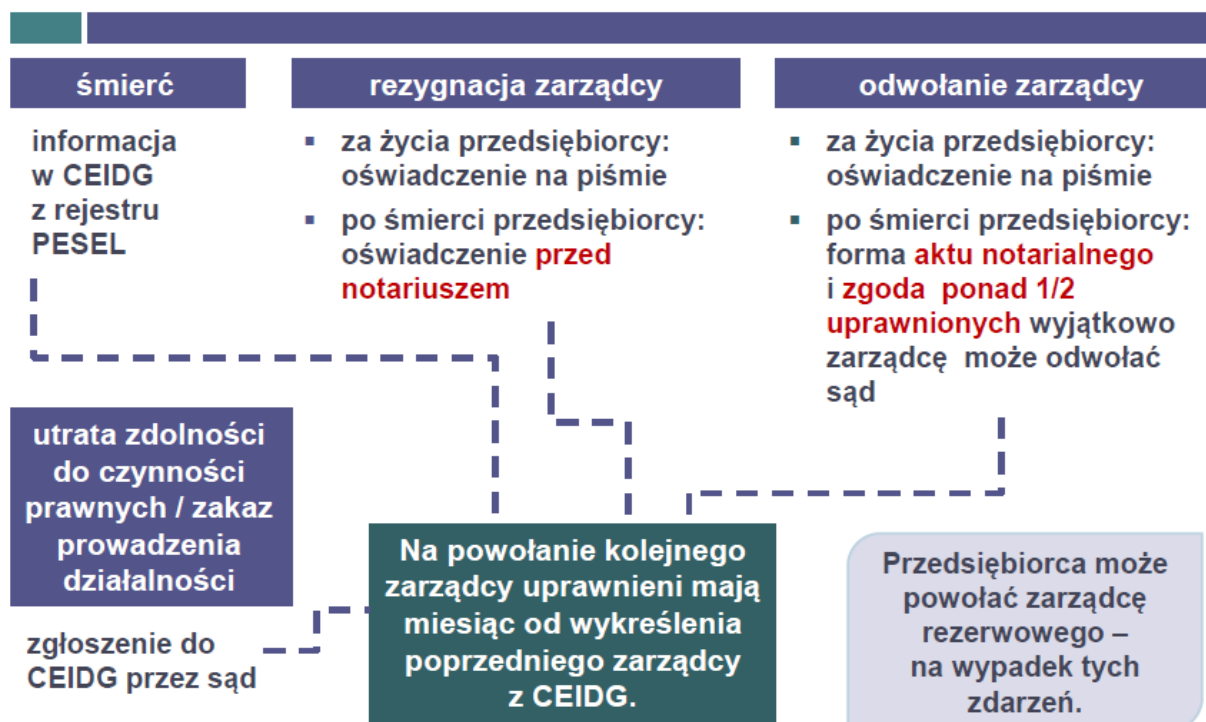 śmierć
informacja
w CEIDG
z rejestru
PESEL
rezygnacja zarządcy
▪ za życia przedsiębiorcy:
oświadczenie na piśmie
▪ po śmierci przedsiębiorcy:
oświadczenie przed
notariuszem
odwołanie zarządcy
▪ za życia przedsiębiorcy:
oświadczenie na piśmie
▪ po śmierci przedsiębiorcy:
forma aktu notarialnego
i zgoda ponad 1/2
uprawnionych wyjątkowo
zarządcę może odwołać
sąd
utrata zdolności
do czynności
prawnych / zakaz
prowadzenia
działalności
zgłoszenie do
CEIDG przez sąd
Na powołanie kolejnego
zarządcy uprawnieni mają
miesiąc od wykreślenia
poprzedniego zarządcy
z CEIDG.
Przedsiębiorca może
powołać zarządcę
rezerwowego –
na wypadek tych
zdarzeń.